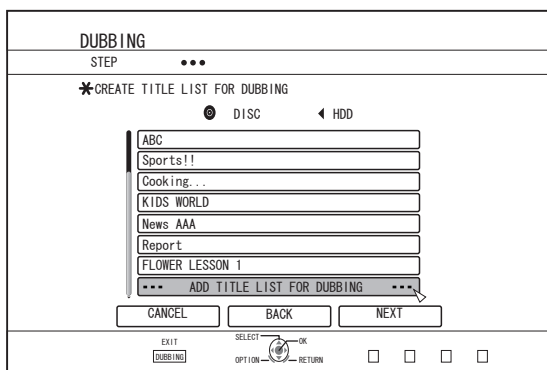 DUBBING
STEP •••
*CREATE TITLE LIST FOR DUBBING
DISC HDD
ABC
Sports!!
Cooking...
KIDS WORLD
News AAA
Report
FLOWER LESSON 1
--- ADD TITLE LIST FOR DUBBING ---
CANCEL BACK NEXT
EXIT SELECT OK
DUBBING OPTION RETURN